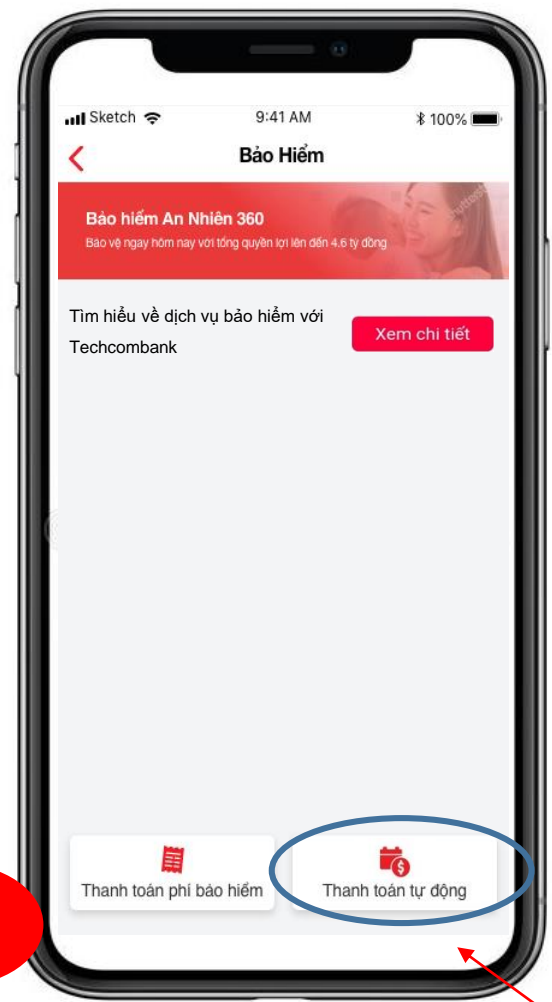 Sketch 9:41 AM 100%
Bảo Hiểm
Bảo hiểm An Nhiên 360
Bảo vệ ngay hôm nay với tổng quyền lợi lên đến 4.6 tỷ đồng
Tìm hiểu về dịch vụ bảo hiểm với
Techcombank
Xem chi tiết
Thanh toán phí bảo hiểm
Thanh toán tự động